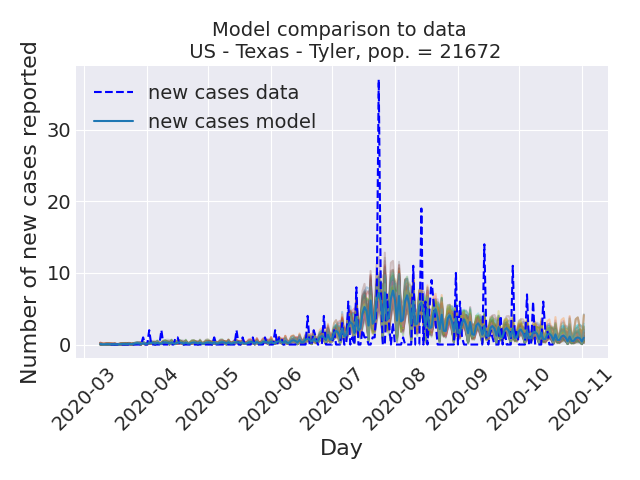 Model comparison to data
US - Texas - Tyler, pop. = 21672
Number of new cases reported
new cases data
new cases model
30
20
10
0
2020-03
2020-04
2020-05
2020-06
2020-07
2020-08
2020-09
2020-10
2020-11
Day